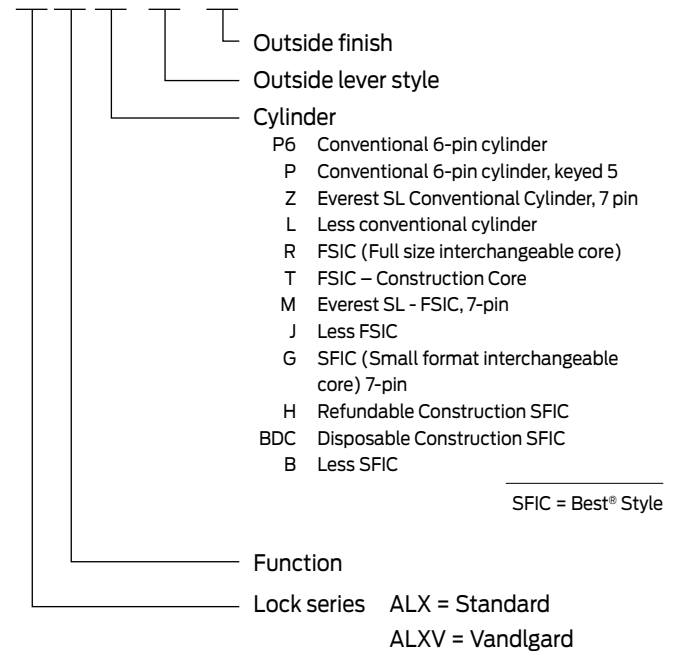 Outside finish
Outside lever style
Cylinder
P6 Conventional 6-pin cylinder
P Conventional 6-pin cylinder, keyed 5
Z Everest SL Conventional Cylinder, 7 pin
L Less conventional cylinder
R FSIC (Full size interchangeable core)
T FSIC – Construction Core
M Everest SL - FSIC, 7-pin
J Less FSIC
G SFIC (Small format interchangeable
core) 7-pin
H Refundable Construction SFIC
BDC Disposable Construction SFIC
B Less SFIC
SFIC = Best® Style
Function
Lock series ALX = Standard
ALXV = Vandlgard